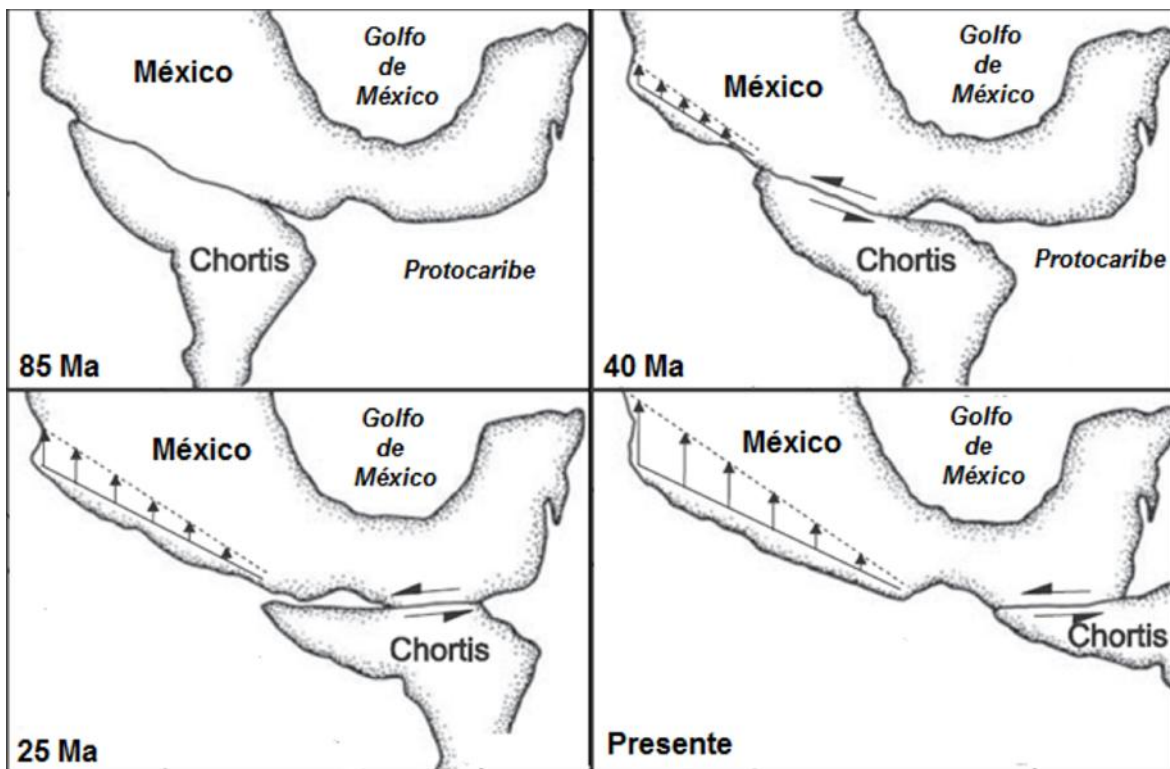 Golfo
de
México
México
Chortis
Protocaribe
85 Ma
Golfo
de
México
México
Chortis
Protocaribe
40 Ma
Golfo
de
México
México
Chortis
25 Ma
Golfo
de
México
México
Chortis
Presente